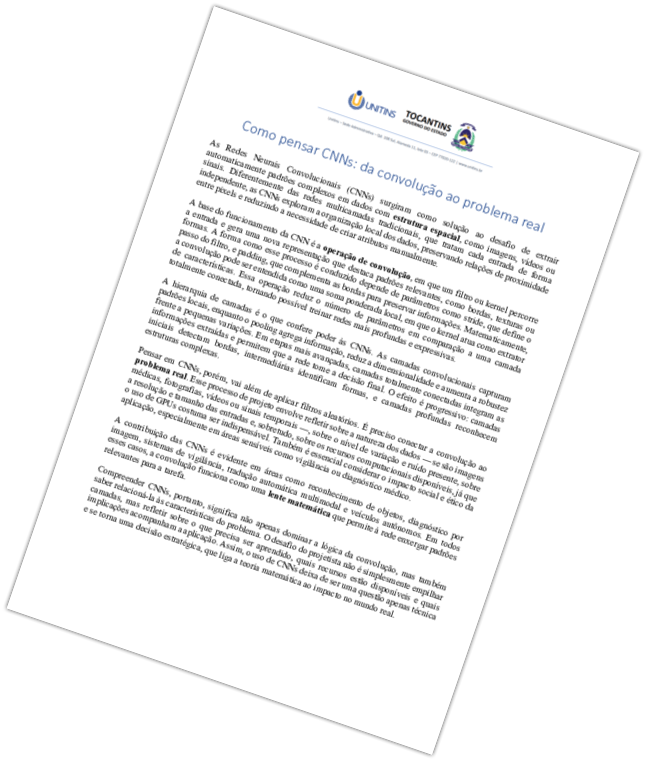 UNITINS
TOCANTINS
GOVERNO DO ESTADO
Como pensar CNNs: da convolução ao problema real
As Redes Neurais Convolucionais (CNNs) surgiram como solução ao desafio de extrair
automaticamente padrões complexos em dados com estrutura espacial, como imagens, vídeos ou
sinais. Diferentemente das redes multicamadas tradicionais, que tratam cada entrada de forma
independente, as CNNs exploram a organização local dos dados, preservando relações de proximidade
entre pixels e reduzindo a necessidade de criar atributos manualmente.
A base do funcionamento da CNN é a operação de convolução, em que um filtro ou kernel percorre
a entrada e gera uma nova representação que destaca padrões relevantes, como bordas, texturas ou
formas. A forma como esse processo é conduzido depende de parâmetros como stride, que define o
passo do filtro, e padding, que complementa as bordas para preservar informações. Matematicamente,
a convolução pode ser entendida como uma soma ponderada local, em que o kernel atua como extrator
de características. Essa operação reduz o número de parâmetros em comparação a uma camada
totalmente conectada, tornando possível treinar redes mais profundas e expressivas.
A hierarquia de camadas é o que confere poder às CNNs. As camadas convolucionais capturam
padrões locais, enquanto o pooling agrega informação, reduz a dimensionalidade e aumenta a robustez
frente a pequenas variações. Em etapas mais avançadas, camadas totalmente conectadas integram as
informações extraídas e permitem que a rede tome a decisão final. O efeito é progressivo: camadas
iniciais detectam bordas, intermediárias identificam formas, e camadas profundas reconhecem
estruturas completas.
Pensar em CNNs, porém, vai além de aplicar filtros aleatórios. É preciso conectar a convolução ao
problema real. Esse processo de projeto envolve refletir sobre a natureza dos dados — se são imagens
médicas, fotografias, vídeos ou sinais temporais —, sobre o nível de variação e ruído presente, sobre
a resolução e tamanho das entradas e, sobretudo, sobre os recursos computacionais disponíveis, já que
o uso de GPUs costuma ser indispensável. Também é essencial considerar o impacto social e ético da
aplicação, especialmente em áreas sensíveis como vigilância ou diagnóstico médico.
A contribuição das CNNs é evidente em áreas como reconhecimento de objetos, diagnóstico por
imagem, sistemas de vigilância, tradução automática multimodal e veículos autônomos. Em todos
esses casos, a convolução funciona como uma lente matemática que permite à rede enxergar padrões
relevantes para a tarefa.
Compreender CNNs, portanto, significa não apenas dominar a lógica da convolução, mas também
saber relacioná-la às características do problema. O desafio do projetista não é simplesmente empilhar
camadas, mas refletir sobre o que precisa ser aprendido, quais recursos estão disponíveis e quais
implicações acompanham a aplicação. Assim, o uso de CNNs deixa de ser uma questão apenas técnica
e se torna uma decisão estratégica, que liga a teoria matemática ao impacto no mundo real.